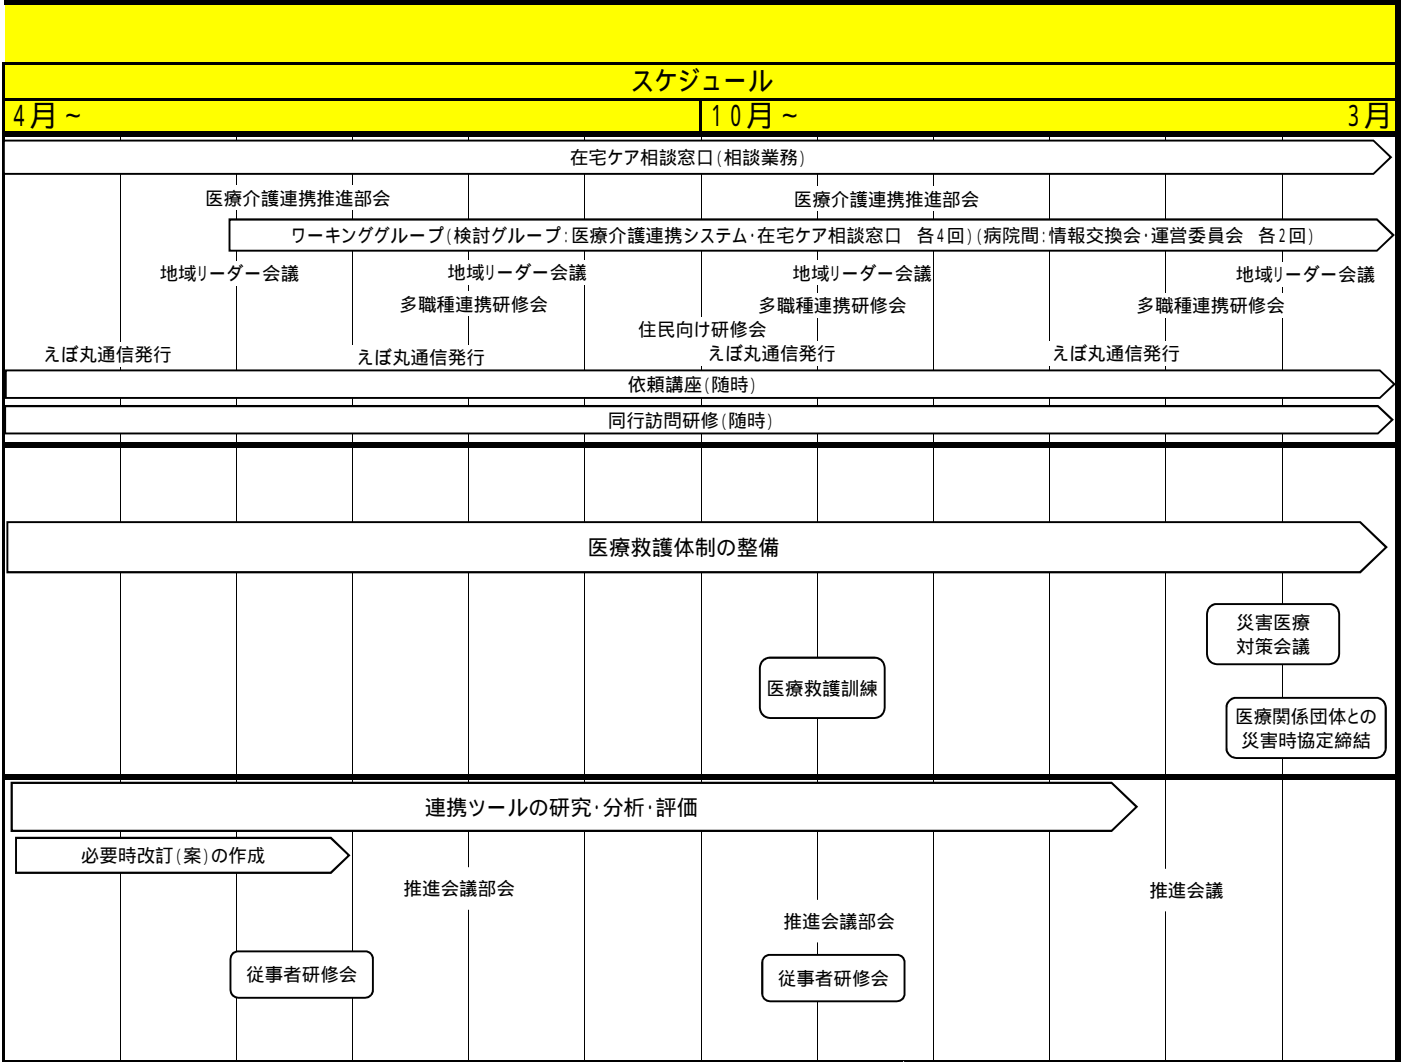 スケジュール
4月~
10月~
3月
在宅ケア相談窓口(相談業務)
医療介護連携推進部会
医療介護連携推進部会
ワーキンググループ(検討グループ:医療介護連携システム・在宅ケア相談窓口 各4回)(病院間:情報交換会・運営委員会 各2回)
地域リーダー会議
地域リーダー会議
地域リーダー会議
地域リーダー会議
多職種連携研修会
多職種連携研修会
多職種連携研修会
住民向け研修会
えぼ丸通信発行
えぼ丸通信発行
えぼ丸通信発行
えぼ丸通信発行
依頼講座(随時)
同行訪問研修(随時)
医療救護体制の整備
災害医療
対策会議
医療救護訓練
医療関係団体との
災害時協定締結
連携ツールの研究・分析・評価
必要時改訂(案)の作成
推進会議部会
推進会議
推進会議部会
従事者研修会
従事者研修会